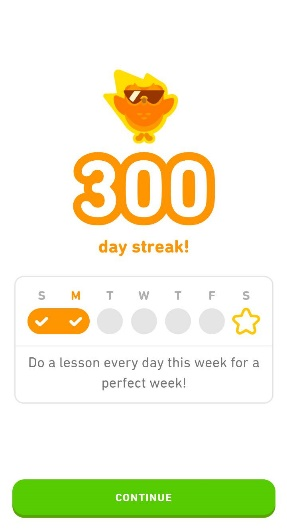 300
day streak!
S M T W T F S
Do a lesson every day this week for a
perfect week!
CONTINUE